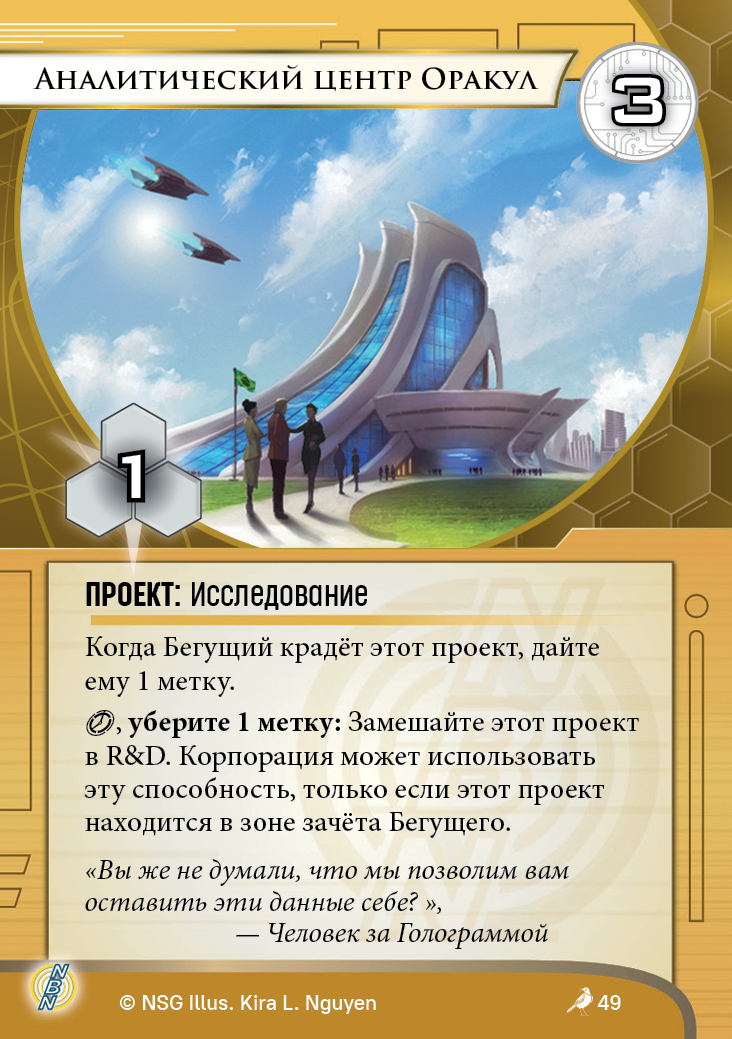 Аналитический центр Оракул
3
1
ПРОЕКТ: Исследование
Когда Бегущий крадёт этот проект, дайте
ему 1 метку.
, уберите 1 метку: Замешайте этот проект
в R&D. Корпорация может использовать
эту способность, только если этот проект
находится в зоне зачёта Бегущего.
«Вы же не думали, что мы позволим вам
оставить эти данные себе? »,
— Человек за Голограммой
NBN
© NSG Illus. Kira L. Nguyen
49